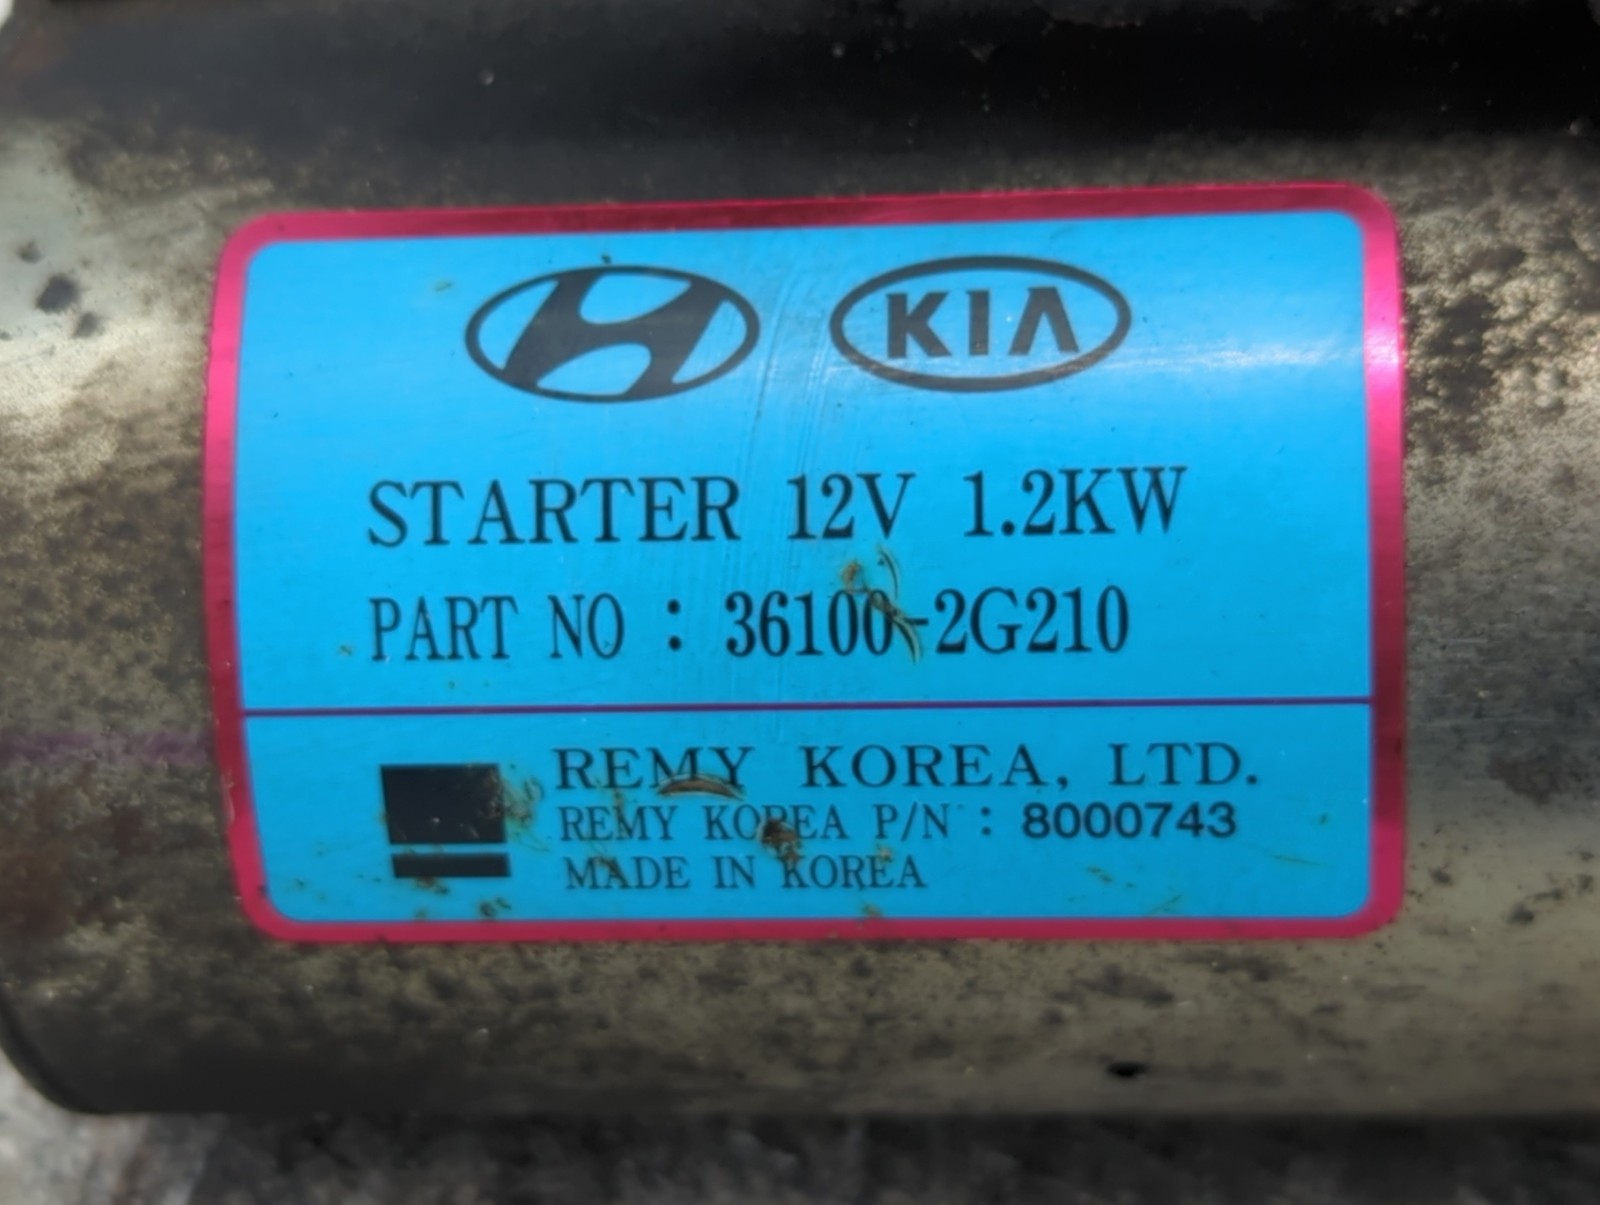 KIA
STARTER 12V 1.2KW
PART NO : 36100-2G210
REMY KOREA, LTD.
REMY KOREA P/N : 8000743
MADE IN KOREA